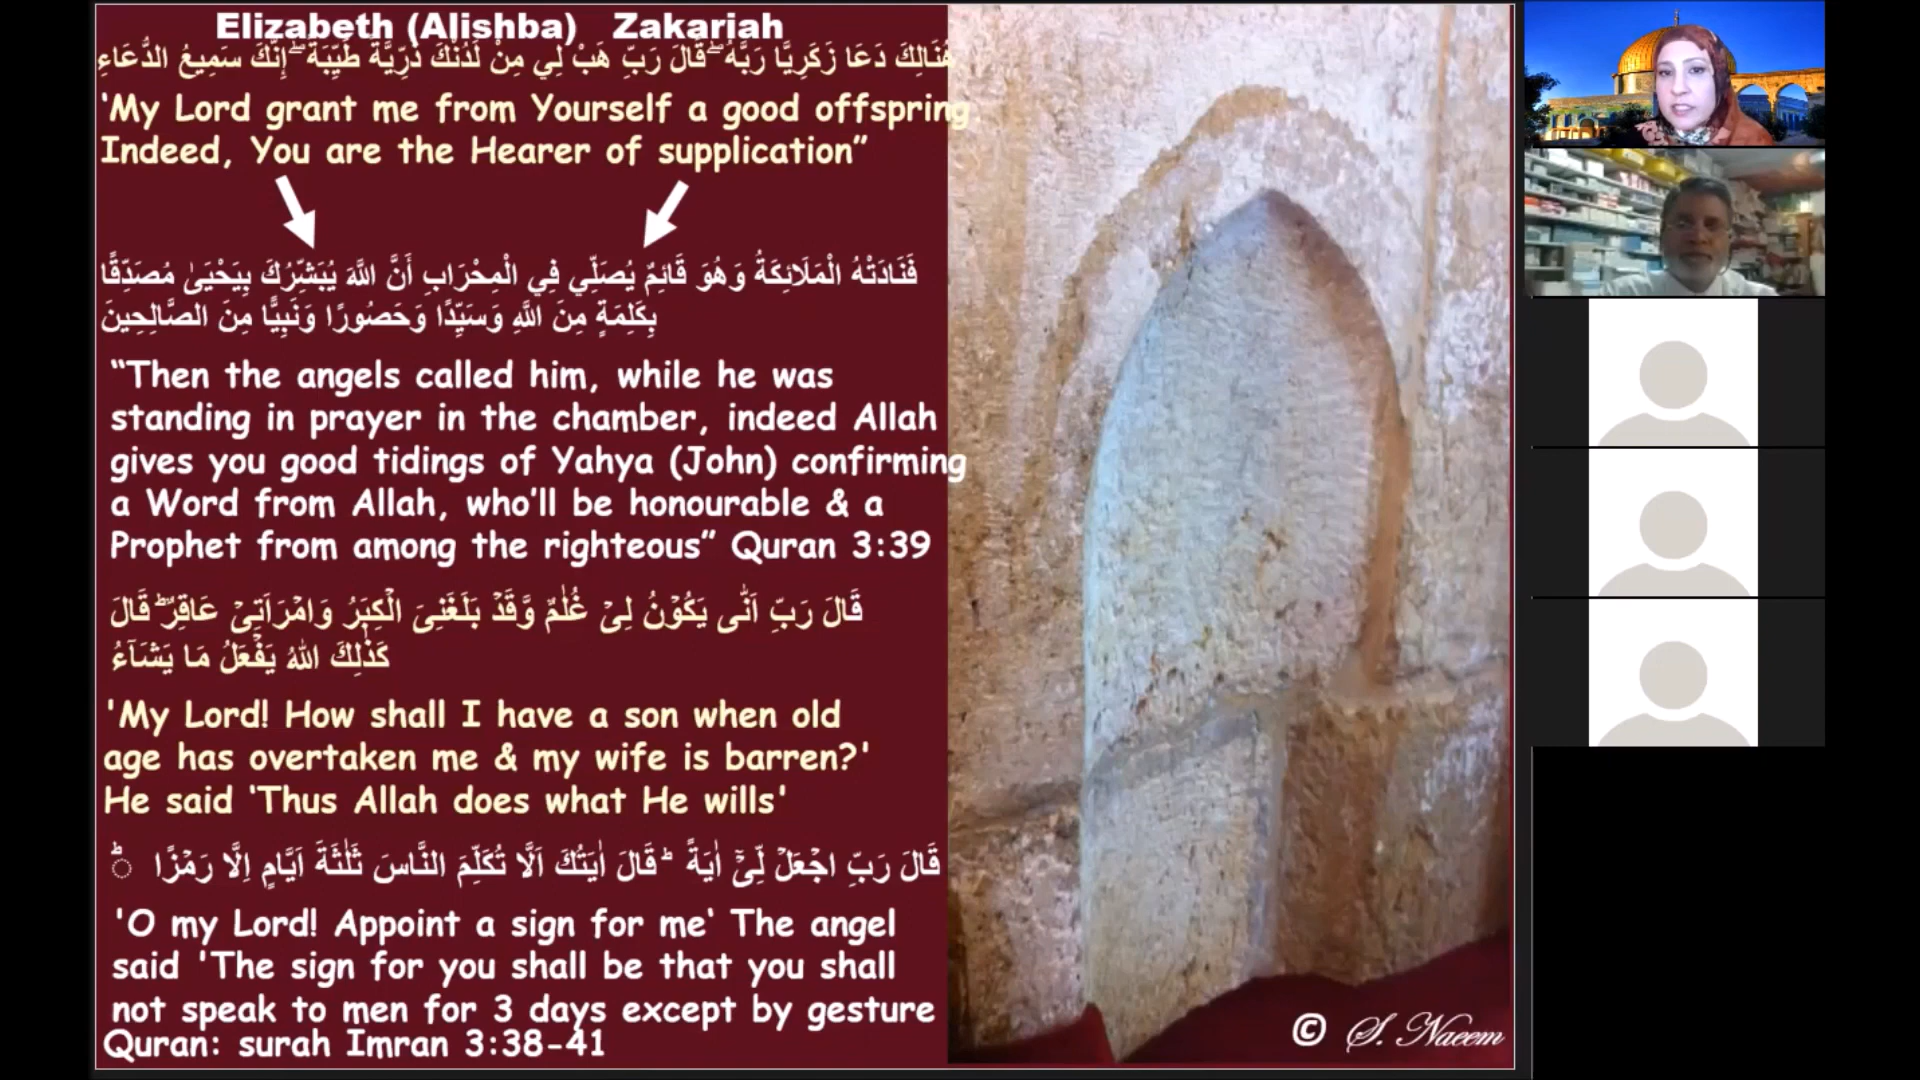 Elizabeth (Alishba) Zakariah
هُنَالِكَ دَعَا زَكَرِيَّا رَبَّهُ ۖ قَالَ رَبِّ هَبْ لِي مِنْ لَدُنْكَ ذُرِّيَّةً طَيِّبَةً ۖ إِنَّكَ سَمِيعُ الدُّعَاءِ
‘My Lord grant me from Yourself a good offspring
Indeed, You are the Hearer of supplication”
فَنَادَتْهُ الْمَلَائِكَةُ وَهُوَ قَائِمٌ يُصَلِّي فِي الْمِحْرَابِ أَنَّ اللَّهَ يُبَشِّرُكَ بِيَحْيَىٰ مُصَدِّقًا
بِكَلِمَةٍ مِنَ اللَّهِ وَسَيِّدًا وَحَصُورًا وَنَبِيًّا مِنَ الصَّالِحِينَ
“Then the angels called him, while he was
standing in prayer in the chamber, indeed Allah
gives you good tidings of Yahya (John) confirming
a Word from Allah, who’ll be honourable & a
Prophet from among the righteous” Quran 3:39
قَالَ رَبِّ اَنّٰى يَكُوۡنُ لِىۡ غُلٰمٌ وَّقَدۡ بَلَغَنِىَ الۡكِبَرُ وَامۡرَاَتِىۡ عَاقِرٌ ؕ قَالَ
كَذٰلِكَ اللّٰهُ يَفۡعَلُ مَا يَشَآءُ
'My Lord! How shall I have a son when old
age has overtaken me & my wife is barren?'
He said ‘Thus Allah does what He wills'
قَالَ رَبِّ اجۡعَلۡ لِّىۡۤ اٰيَةً ؕ قَالَ اٰيَتُكَ اَلَّا تُكَلِّمَ النَّاسَ ثَلٰثَةَ اَيَّامٍ اِلَّا رَمۡزًا ؕ
'O my Lord! Appoint a sign for me‘ The angel
said 'The sign for you shall be that you shall
not speak to men for 3 days except by gesture
Quran: surah Imran 3:38-41
© S. Naeem